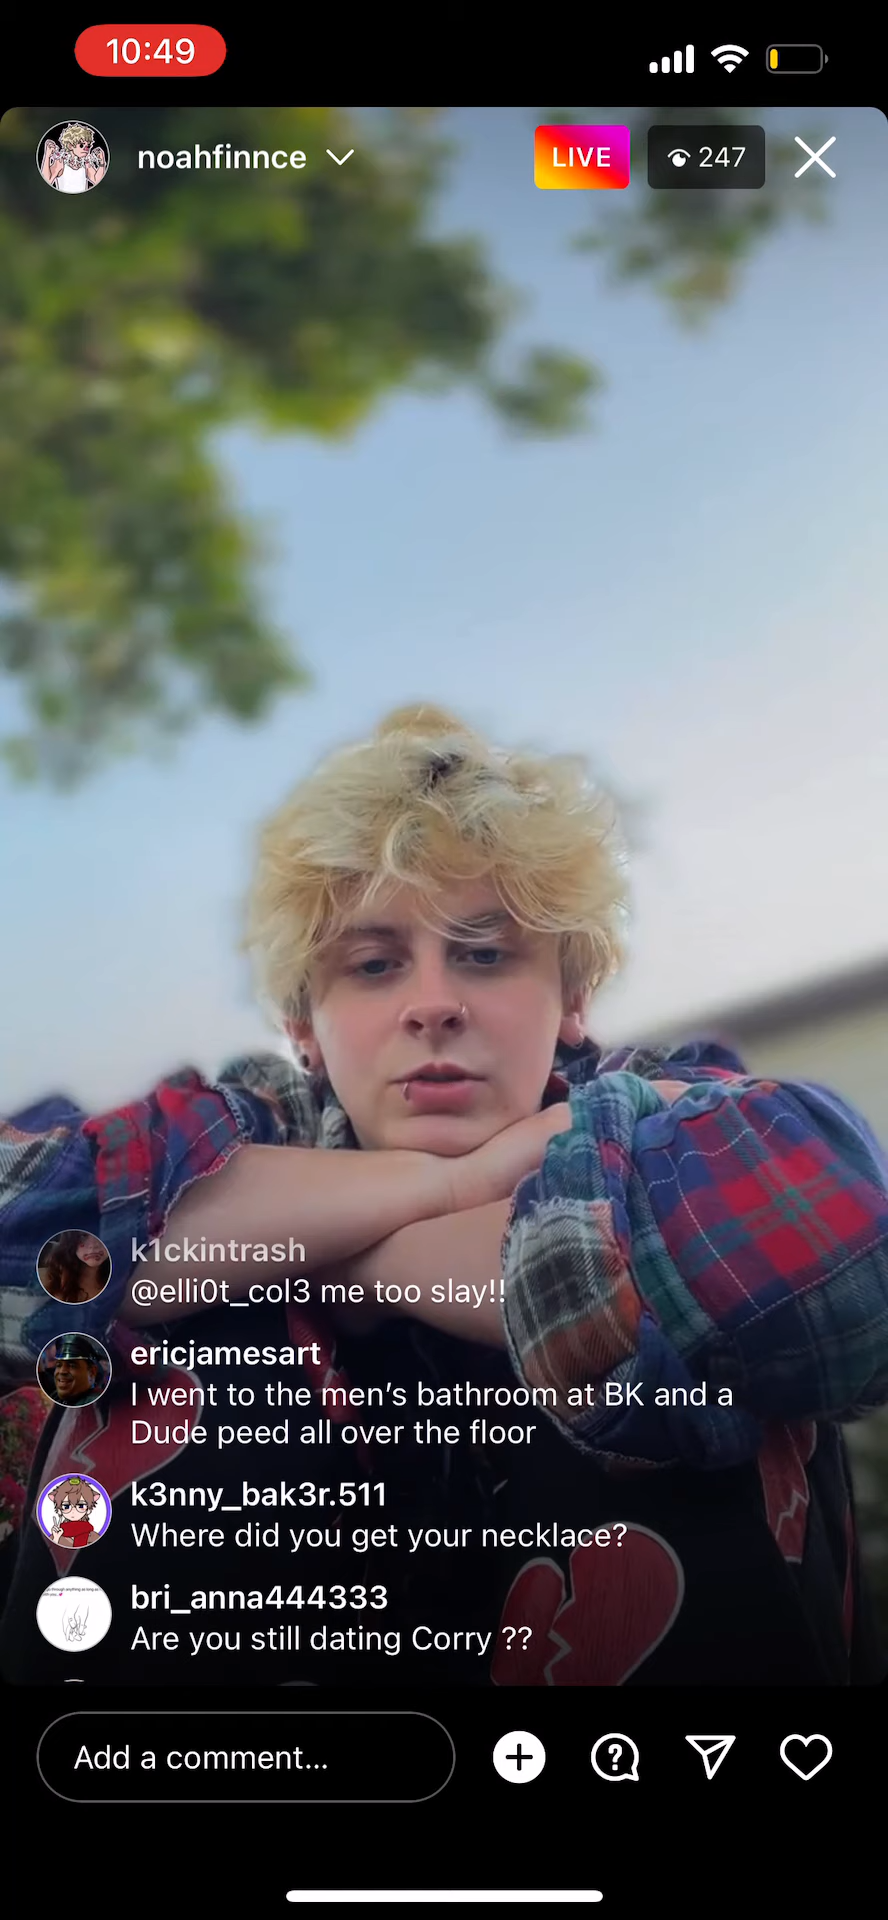 10:49
noahfinnce
LIVE
247
k1ckintrash
@elli0t_col3 me too slay!!
ericjamesart
I went to the men's bathroom at BK and a
Dude peed all over the floor
k3nny_bak3r.511
Where did you get your necklace?
bri_anna444333
Are you still dating Corry ??
Add a comment...